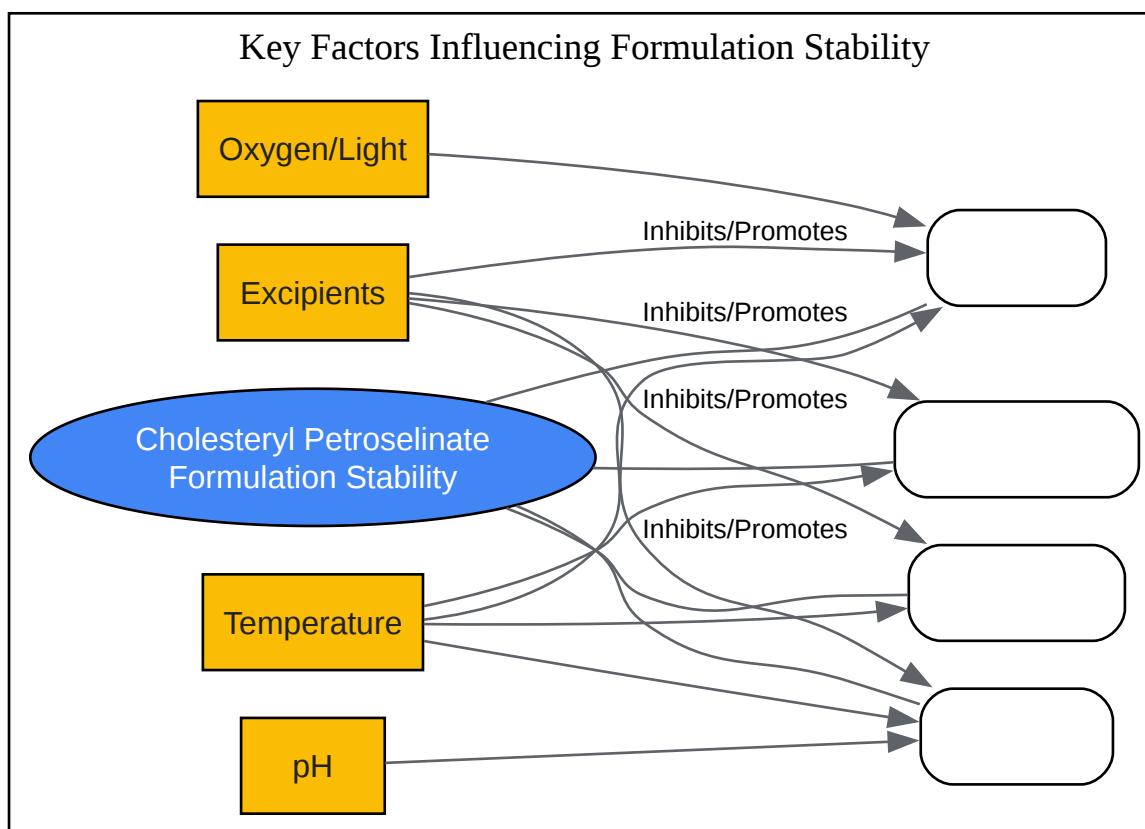 Key Factors Influencing Formulation Stability
Oxygen/Light
Inhibits/Promotes
Excipients
Inhibits/Promotes
Inhibits/Promotes
Cholesteryl Petroselinate
Formulation Stability
Inhibits/Promotes
Temperature
pH